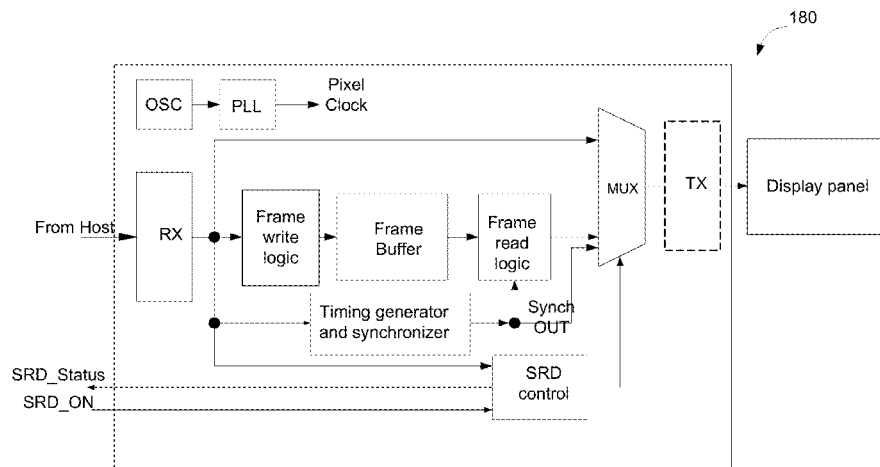 180
OSC
PLL
Pixel
Clock
From Host
RX
Frame
write
logic
Frame
Buffer
Frame
read
logic
MUX
TX
Display panel
Timing generator
and synchronizer
Synch
OUT
SRD_Status
SRD_ON
SRD
control